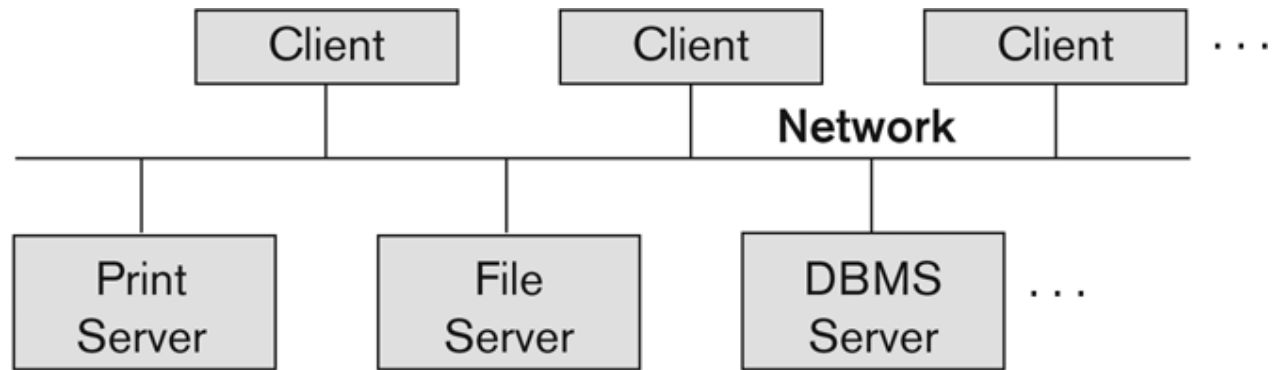 Client
Client
Client
. . .
Network
Print
Server
File
Server
DBMS
Server
. . .